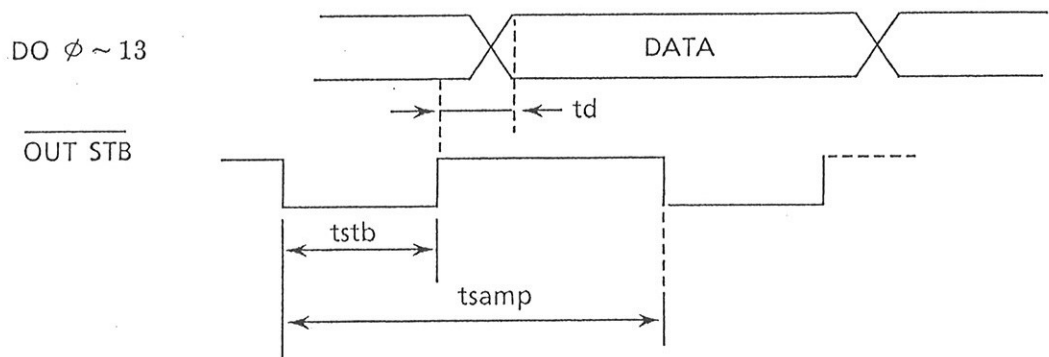 DO ϕ ~ 13
DATA
td
OUT STB
tstb
tsamp